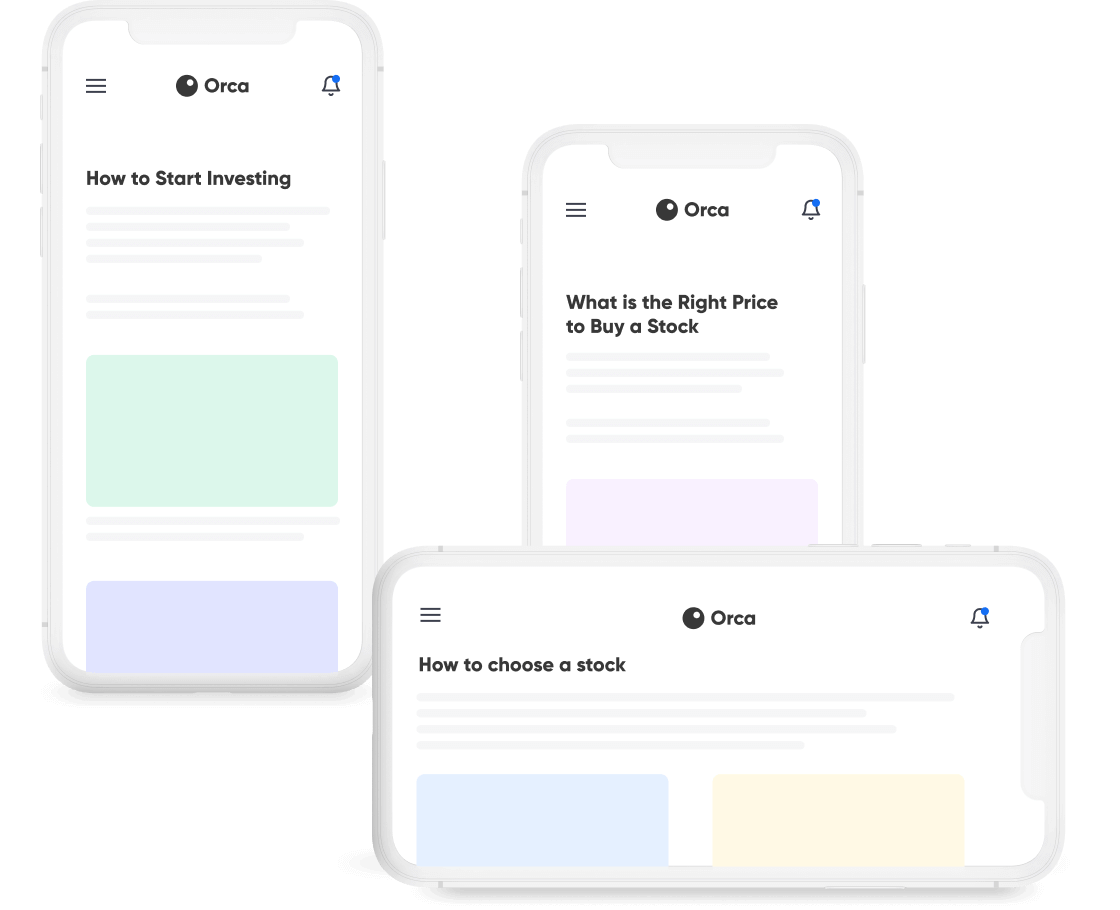 Orca
How to Start Investing
Orca
What is the Right Price
to Buy a Stock
Orca
How to choose a stock